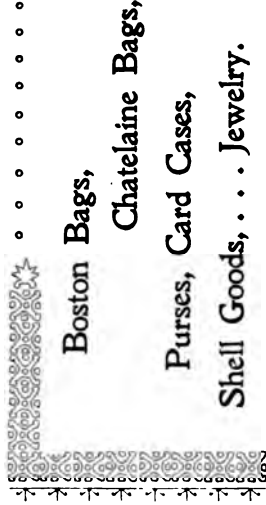 Boston Bags,
Chatelaine Bags,
Purses, Card Cases,
Shell Goods, . . . Jewelry.